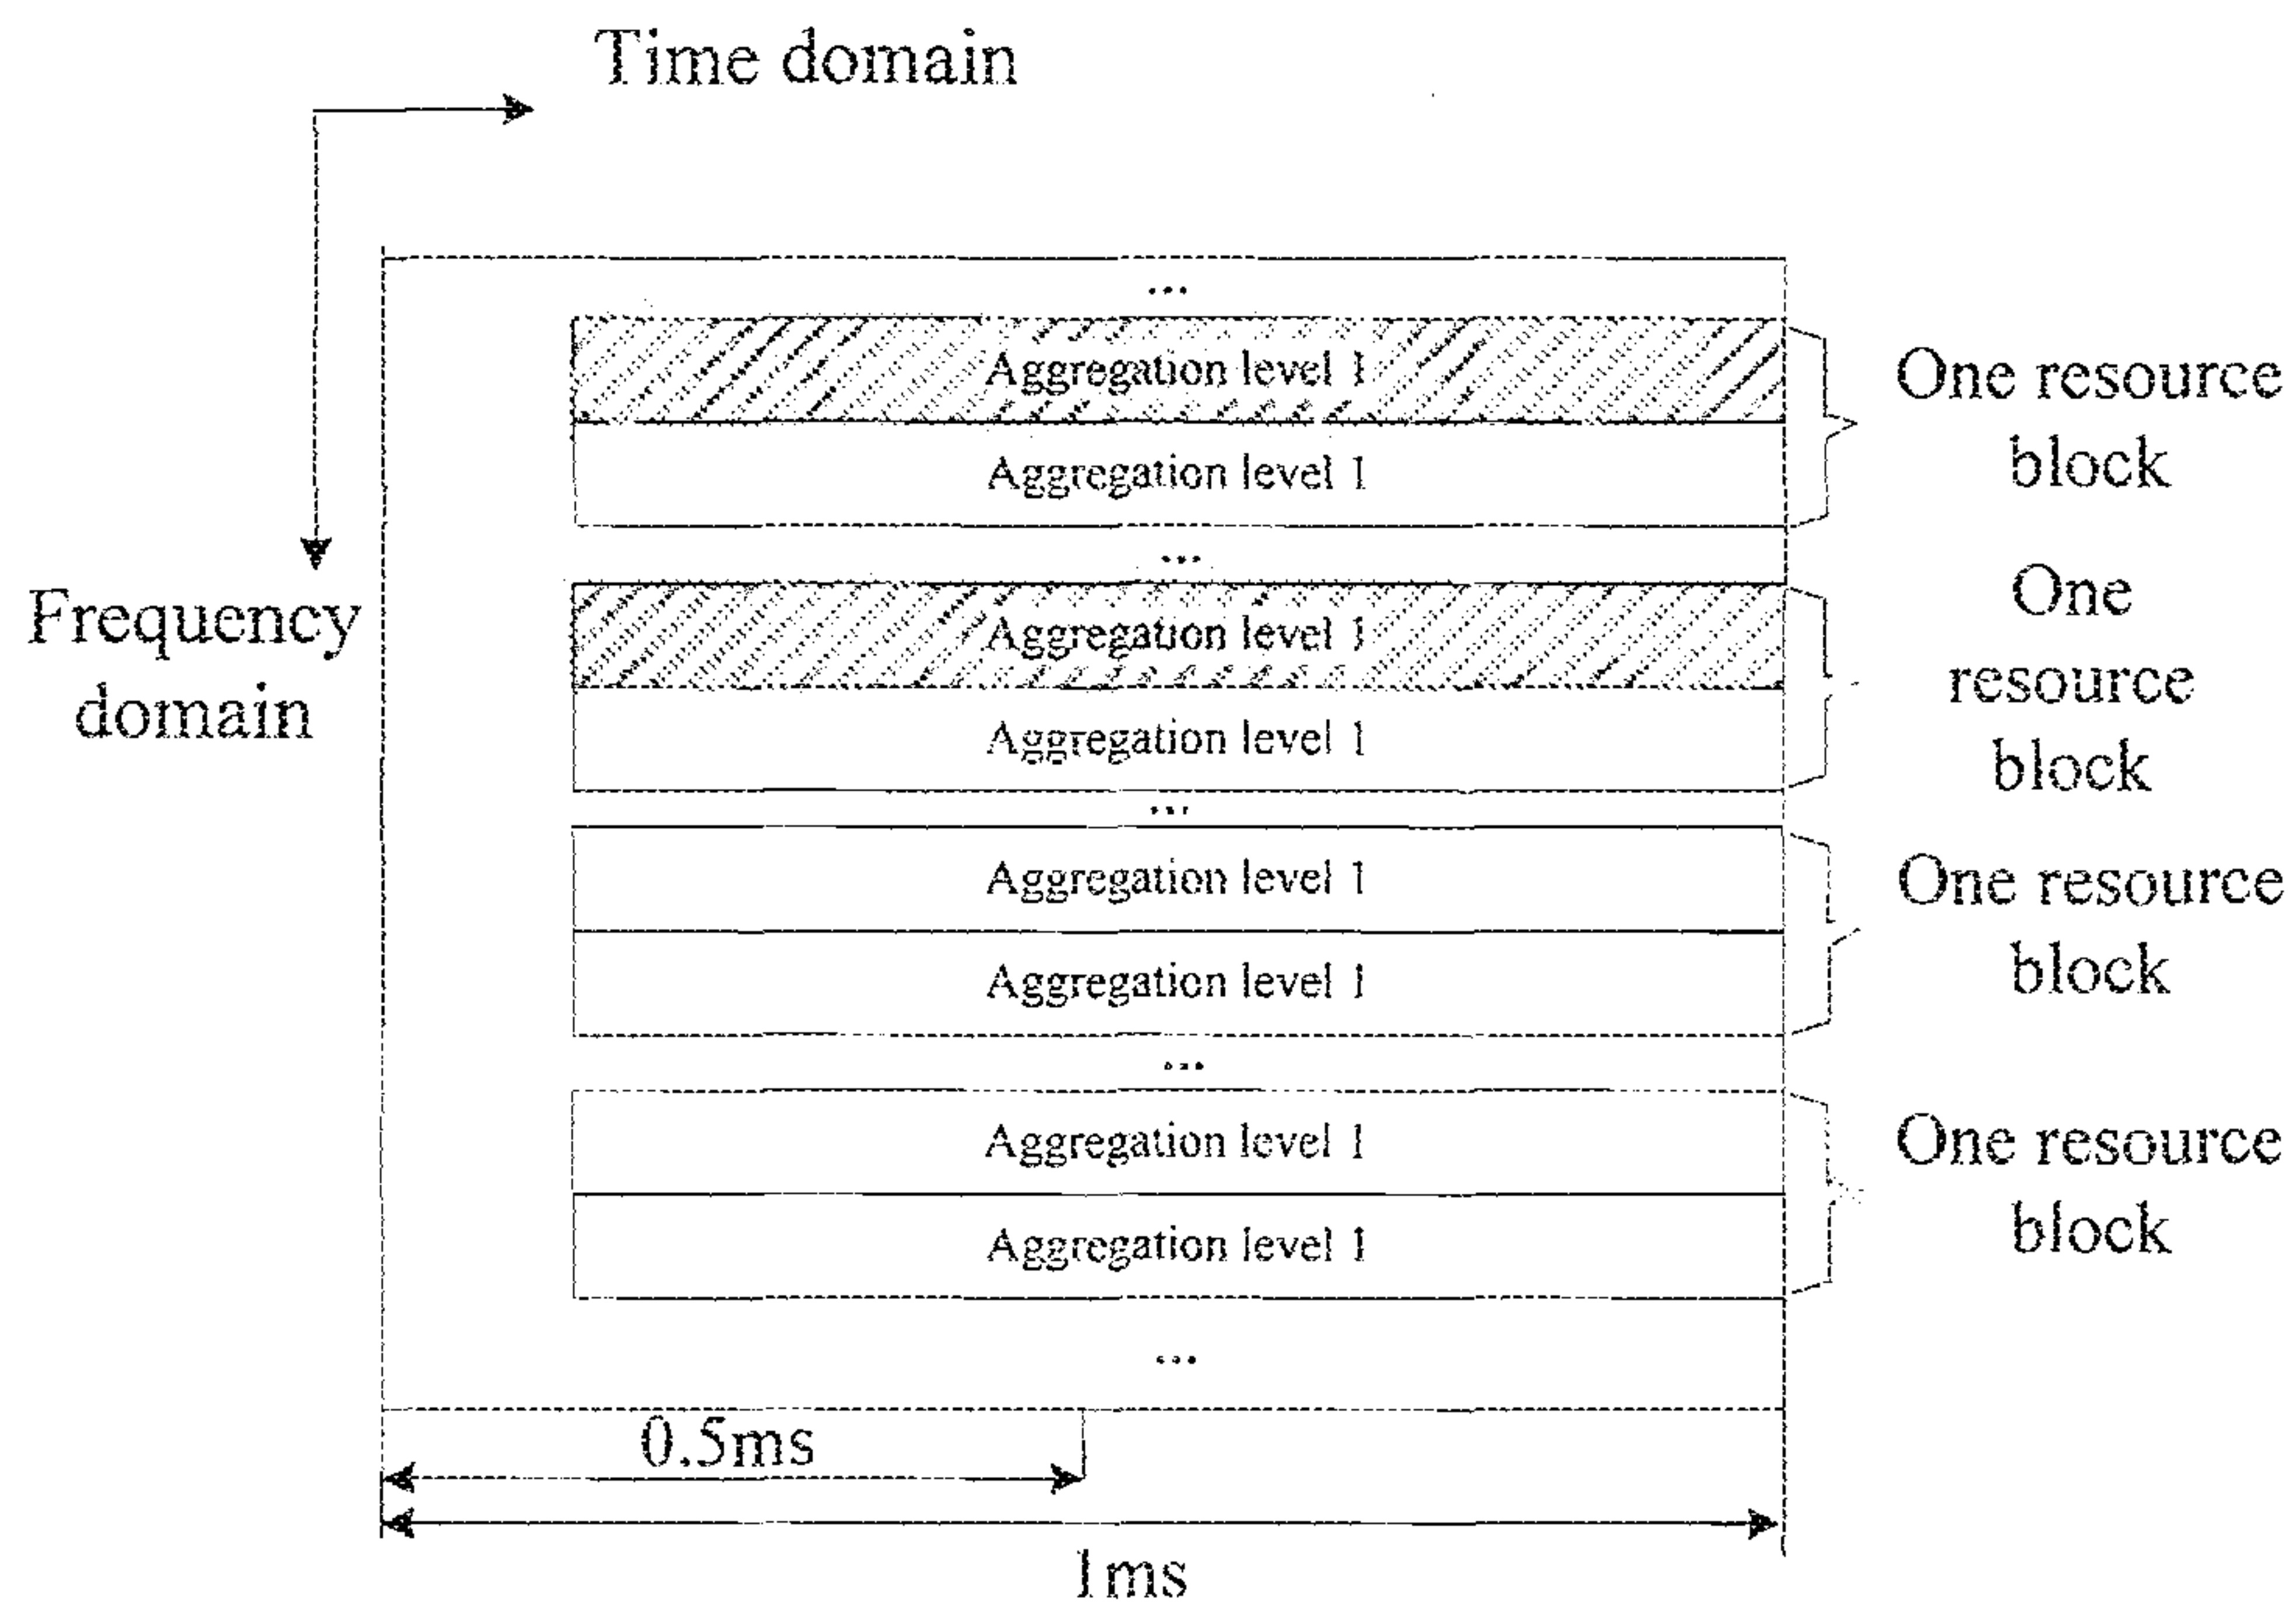 Time domain
...
Aggregation level 1
Aggregation level 1
One resource
block
...
Frequency
domain
Aggregation level 1
Aggregation level 1
One
resource
block
...
Aggregation level 1
Aggregation level 1
One resource
block
...
Aggregation level 1
Aggregation level 1
One resource
block
...
0.5ms
1ms